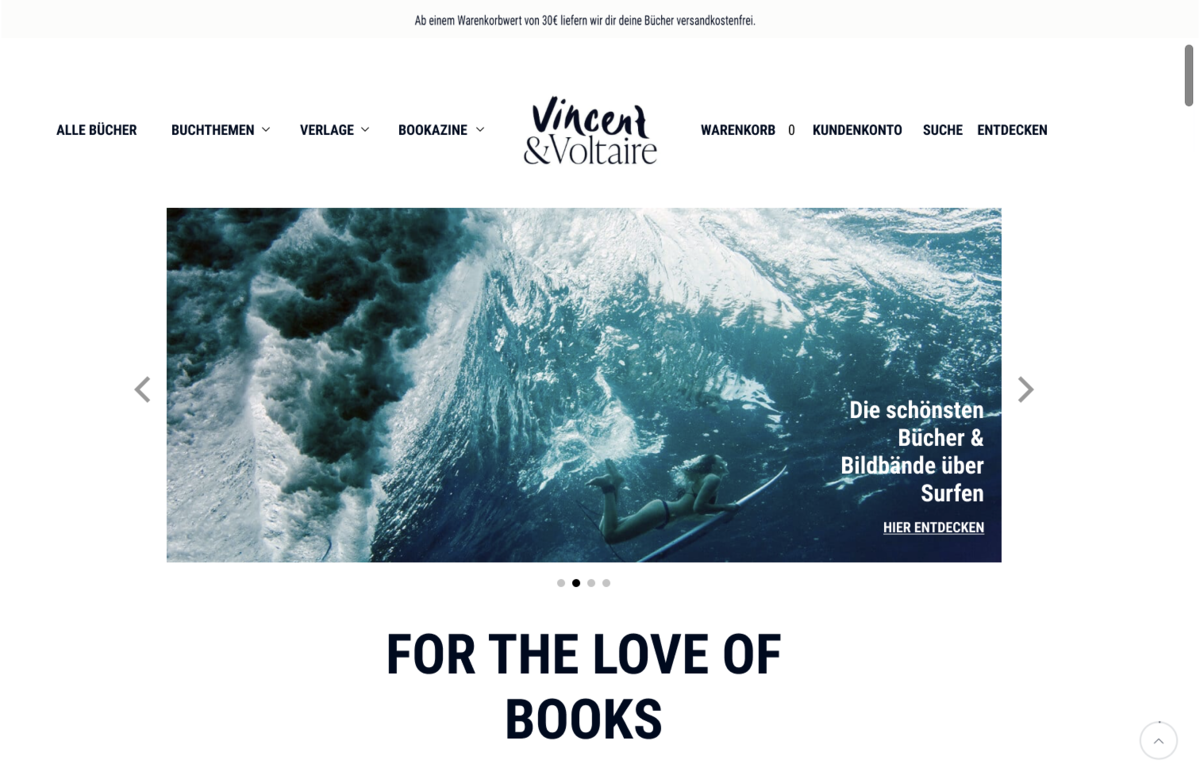 Ab einem Warenkorbwert von 30€ liefern wir dir deine Bücher versandkostenfrei.
ALLE BÜCHER BUCHTHEMEN VERLAGE BOOKAZINE
Vincent
&Voltaire
WARENKORB 0 KUNDENKONTO SUCHE ENTDECKEN
Die schönsten
Bücher &
Bildbände über
Surfen
HIER ENTDECKEN
FOR THE LOVE OF
BOOKS